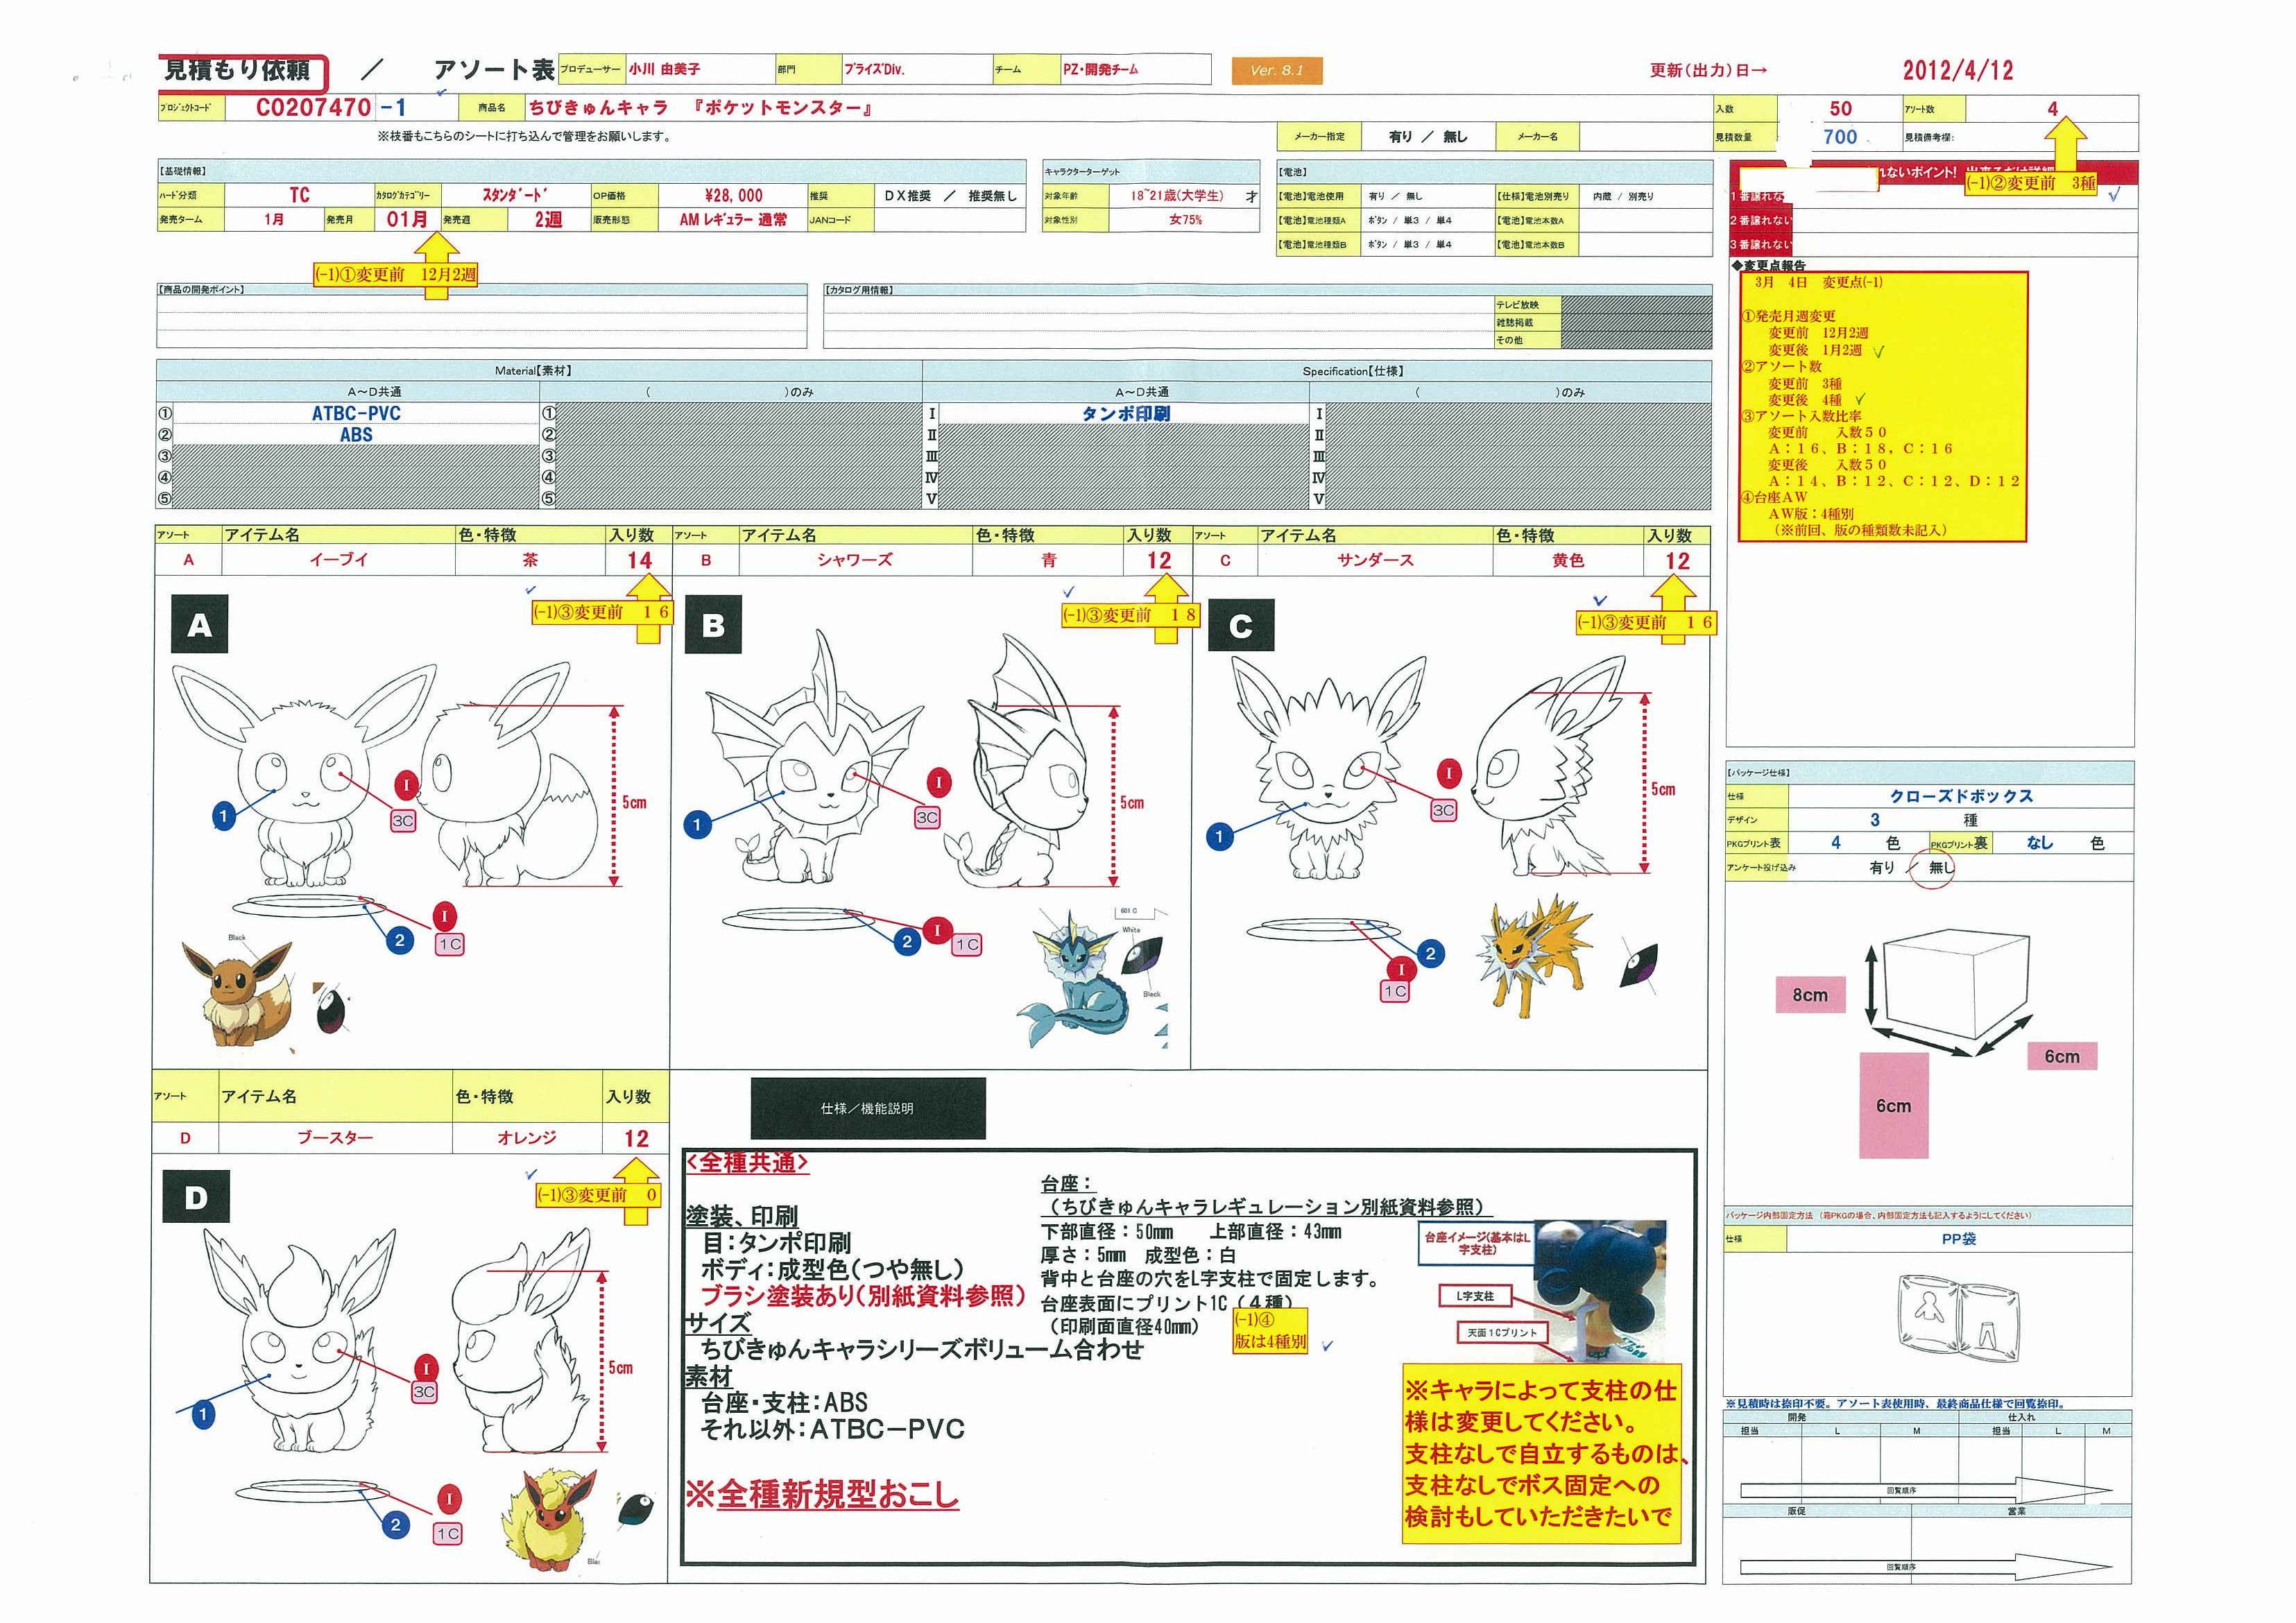 見積もり依頼 ／ アソート表 プロデューサー 小川 由美子 部門 プライズDiv. チーム PZ・開発チーム Ver. 8.1 更新(出力)日→ 2012/4/12
プロジェクトコード C0207470 -1 商品名 ちびきゅんキャラ 『ポケットモンスター』 入数 50 アソート数 4
※枝番もこちらのシートに打ち込んで管理をお願いします。 メーカー指定 有り ／ 無し メーカー名 見積数量 700 見積備考欄:
【基礎情報】 キャラクターターゲット 【電池】 れないポイント!
(-1)②変更前 3種
ハード分類 TC カタログカテゴリー スタンダード OP価格 ¥28,000 推奨 DX推奨 ／ 推奨無し 対象年齢 18~21歳(大学生) 才 【電池】電池使用 有り / 無し 【仕様】電池別売り 内蔵 / 別売り 1番譲れな
発売ターム 1月 発売月 01月 発売週 2週 販売形態 AM レギュラー 通常 JANコード 対象性別 女75% 【電池】電池種類A ボタン / 単3 / 単4 【電池】電池本数A 2番譲れない
【電池】電池種類B ボタン / 単3 / 単4 【電池】電池本数B 3番譲れない
(-1)①変更前 12月2週
【商品の開発ポイント】 【カタログ用情報】
テレビ放映
雑誌掲載
その他
◆変更点報告
3月 4日 変更点(-1)
①発売月週変更
変更前 12月2週
変更後 1月2週
②アソート数
変更前 3種
変更後 4種
③アソート入数比率
変更前 入数５０
A：１６、B：１８，C：１６
変更後 入数５０
A：１４、B：１２、C：１２、D：１２
④台座AW
AW版：4種別
（※前回、版の種類数未記入）
Material【素材】 Specification【仕様】
A～D共通 ( )のみ A～D共通 ( )のみ
① ATBC-PVC ① I タンポ印刷 I
② ABS ② II II
③ ③ III III
④ ④ IV IV
⑤ ⑤ V V
アソート アイテム名 色・特徴 入り数 アソート アイテム名 色・特徴 入り数 アソート アイテム名 色・特徴 入り数
A イーブイ 茶 14 B シャワーズ 青 12 C サンダース 黄色 12
A (-1)③変更前 １６
B (-1)③変更前 １８
C (-1)③変更前 １６
1 I 3C 5cm
2 I 1C
Black
1 I 3C 5cm
2 I 1C
601 C
White
Black
1 I 3C 5cm
2 I 1C
アソート アイテム名 色・特徴 入り数
D ブースター オレンジ 12
D (-1)③変更前 0
1 I 3C 5cm
2 I 1C
仕様／機能説明
<全種共通>
塗装、印刷
目：タンポ印刷
ボディ：成型色(つや無し)
ブラシ塗装あり(別紙資料参照)
サイズ
ちびきゅんキャラシリーズボリューム合わせ
素材
台座・支柱：ABS
それ以外：ATBC－PVC
※全種新規型おこし
台座：
（ちびきゅんキャラレギュレーション別紙資料参照）
下部直径：50mm 上部直径：43mm
厚さ：5mm 成型色：白
背中と台座の穴をL字支柱で固定します。
台座表面にプリント1C（４種）
（印刷面直径40mm）
(-1)④
版は4種別
台座イメージ(基本はL
字支柱)
L字支柱
天面１Cプリント
※キャラによって支柱の仕
様は変更してください。
支柱なしで自立するものは、
支柱なしでボス固定への
検討もしていただきたいで
【パッケージ仕様】
仕様 クローズドボックス
デザイン 3 種
PKGプリント表 4 色 PKGプリント裏 なし 色
アンケート投げ込み 有り ／ 無し
8cm
6cm
6cm
パッケージ内部固定方法 (箱PKGの場合、内部固定方法も記入するようにしてください)
仕様 PP袋
※見積時は捺印不要。アソート表使用時、最終商品仕様で回覧捺印。
開発 仕入れ
担当 L M 担当 L M
回覧順序
販促 営業
回覧順序